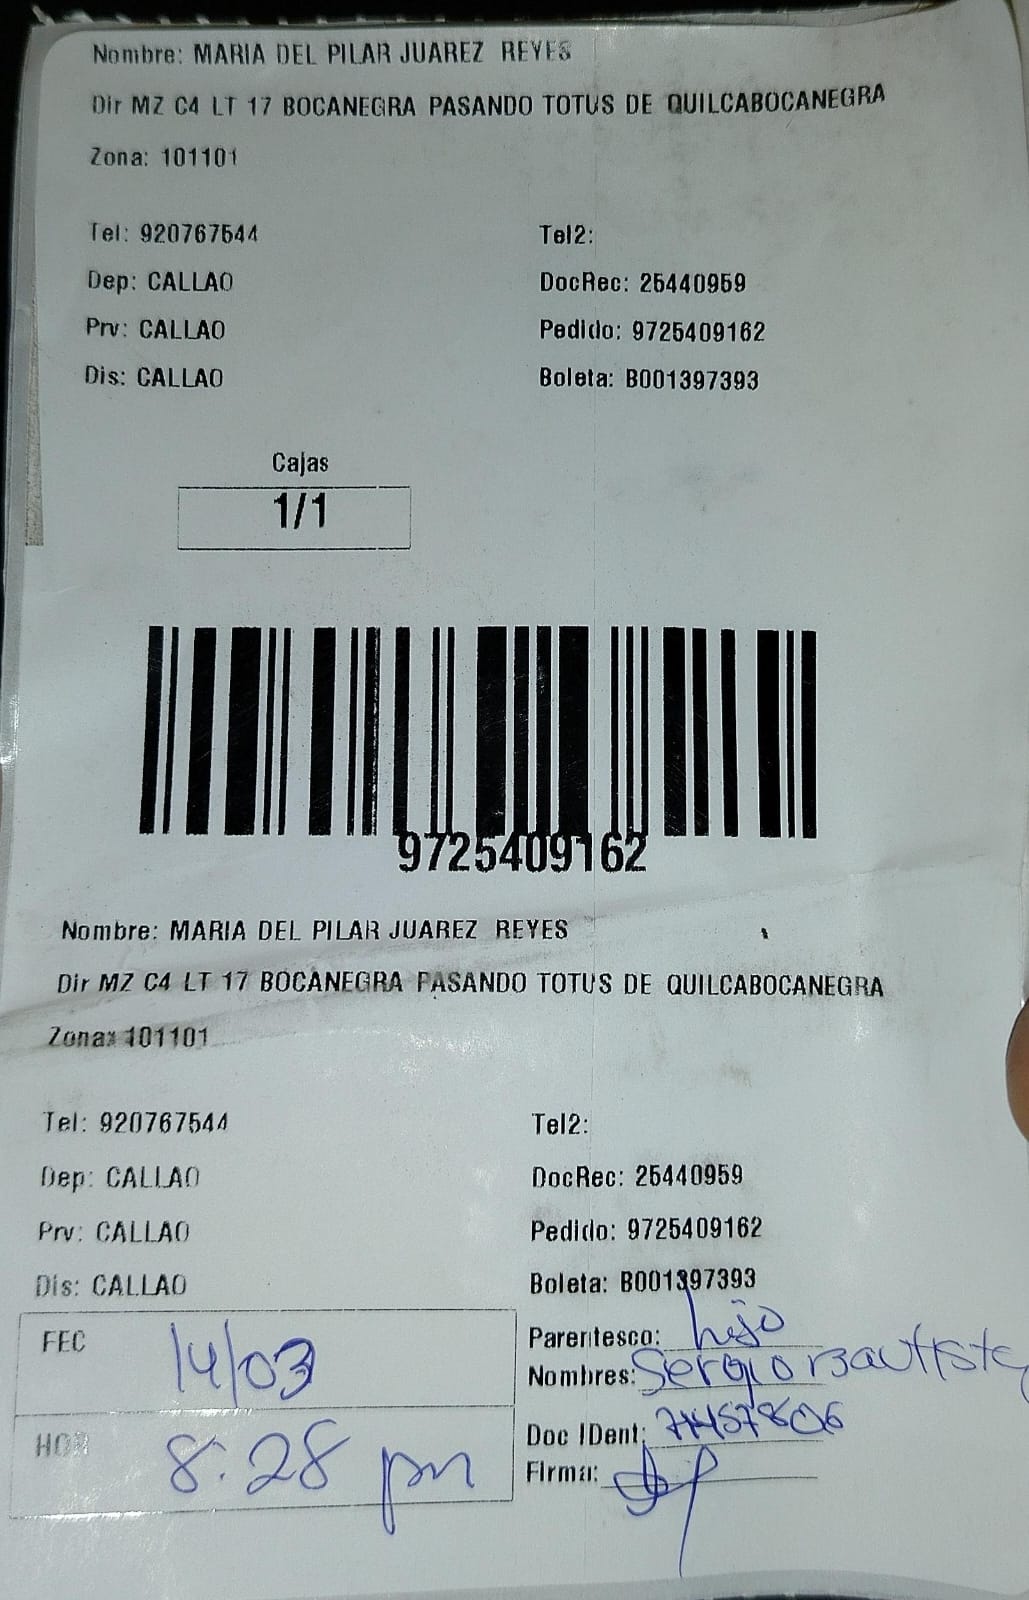 Nombre: MARIA DEL PILAR JUAREZ REYES
Dir MZ C4 LT 17 BOCANEGRA PASANDO TOTUS DE QUILCABOCANEGRA
Zona: 101101
Tel: 920767544 Tel2:
Dep: CALLAO DocRec: 25440959
Prv: CALLAO Pedido: 9725409162
Dis: CALLAO Boleta: B001397393
Cajas
1/1
9725409162
Nombre: MARIA DEL PILAR JUAREZ REYES
Dir MZ C4 LT 17 BOCANEGRA PASANDO TOTUS DE QUILCABOCANEGRA
Zona: 101101
Tel: 920767544 Tel2:
Dep: CALLAO DocRec: 25440959
Prv: CALLAO Pedido: 9725409162
Dis: CALLAO Boleta: B001397393
FEC 14/03 Parentesco: hijo
Nombres: Sergio Bautista
HOR 8:28 pm Doc IDent:
Firma: